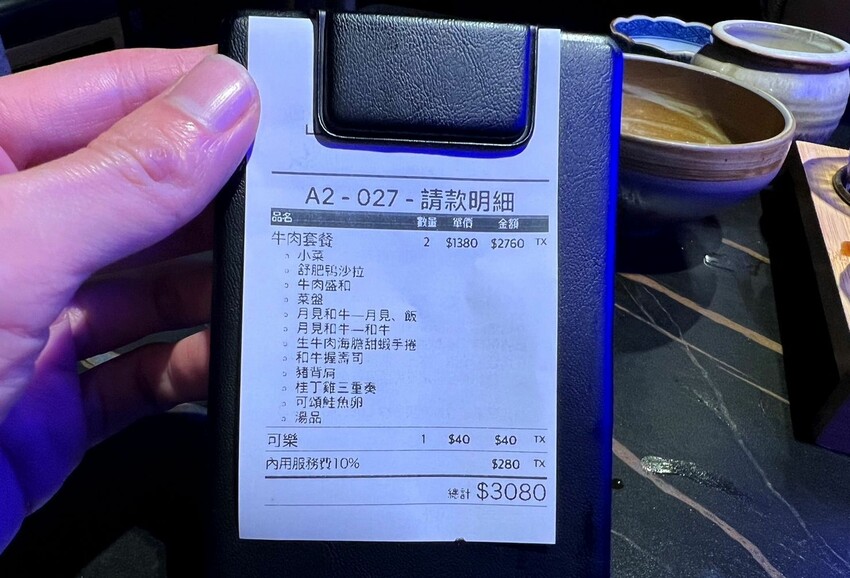 A2 - 027 - 請款明細
品名 數量 單價 金額
牛肉套餐 2 $1380 $2760 TX
小菜
舒肥鴨沙拉
牛肉盛和
菜盤
月見和牛—月見、飯
月見和牛—和牛
生牛肉海膽甜蝦手捲
和牛握壽司
豬背肩
桂丁雞三重奏
可頌鮭魚卵
湯品
可樂 1 $40 $40 TX
內用服務費10% $280 TX
總計 $3080